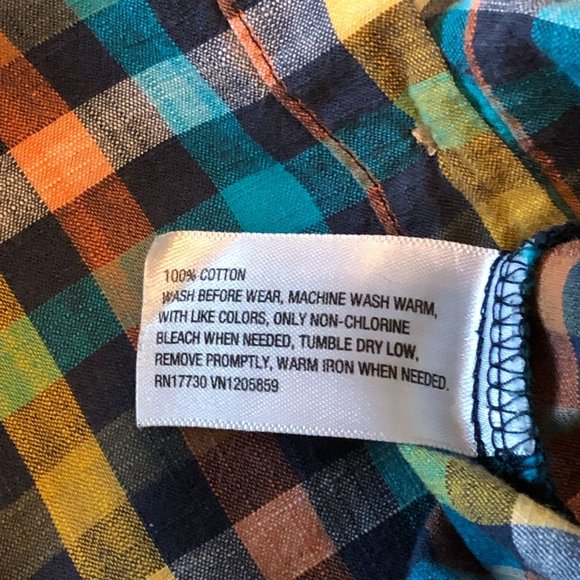 100% COTTON
WASH BEFORE WEAR, MACHINE WASH WARM,
WITH LIKE COLORS, ONLY NON-CHLORINE
BLEACH WHEN NEEDED, TUMBLE DRY LOW,
REMOVE PROMPTLY, WARM IRON WHEN NEEDED.
RN17730 VN1205859